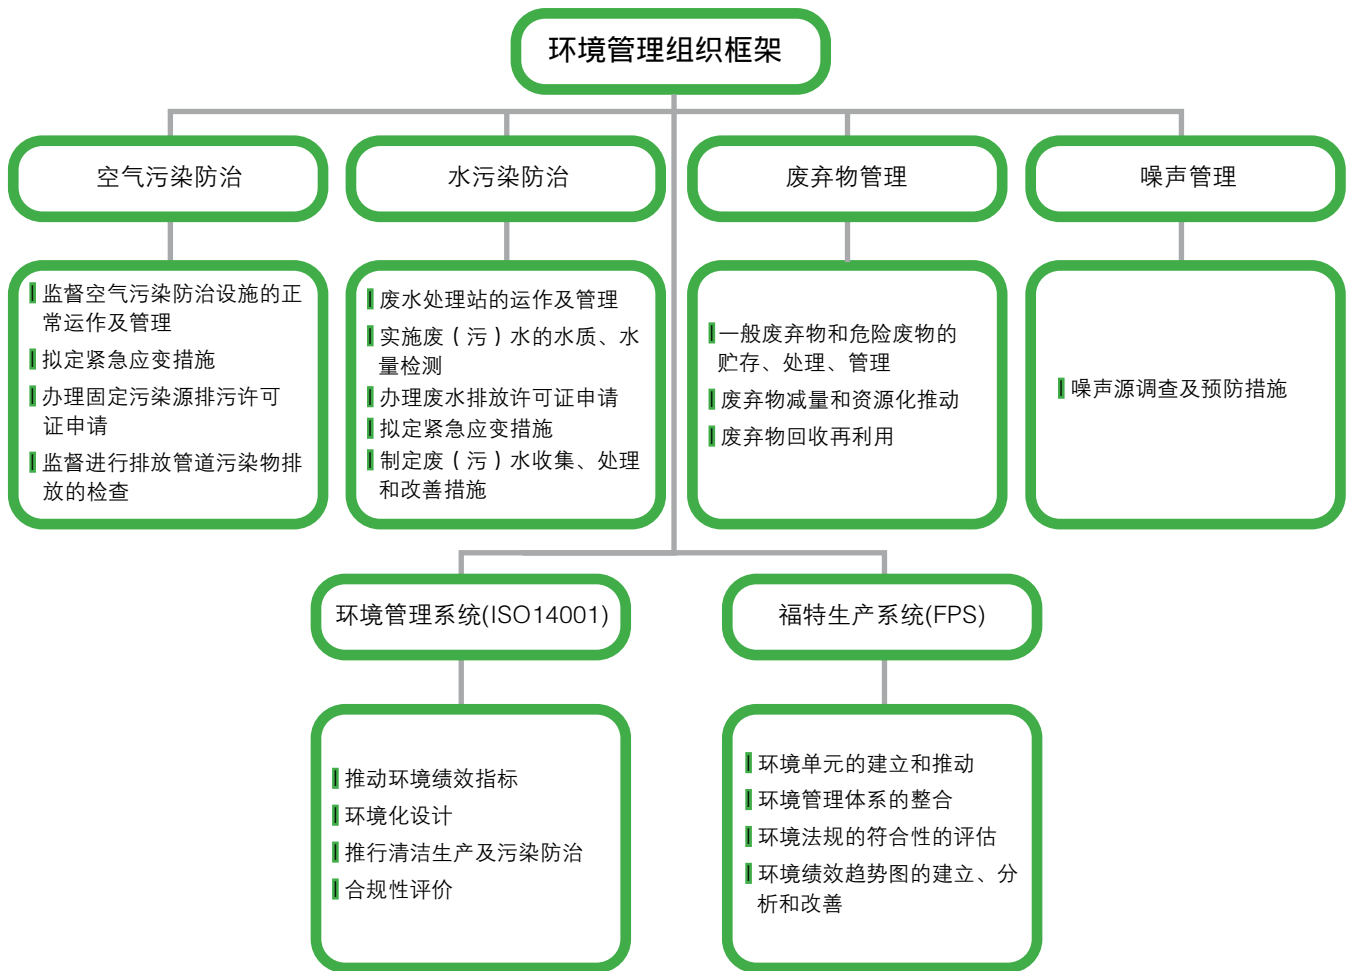 环境管理组织框架
空气污染防治
水污染防治
废弃物管理
噪声管理
监督空气污染防治设施的正
常运作及管理
拟定紧急应变措施
办理固定污染源排污许可
证申请
监督进行排放管道污染物排
放的检查
废水处理站的运作及管理
实施废（污）水的水质、水
量检测
办理废水排放许可证申请
拟定紧急应变措施
制定废（污）水收集、处理
和改善措施
一般废弃物和危险废物的
贮存、处理、管理
废弃物减量和资源化推动
废弃物回收再利用
噪声源调查及预防措施
环境管理系统(ISO14001)
福特生产系统(FPS)
推动环境绩效指标
环境化设计
推行清洁生产及污染防治
合规性评价
环境单元的建立和推动
环境管理体系的整合
环境法规的符合性的评估
环境绩效趋势图的建立、分
析和改善